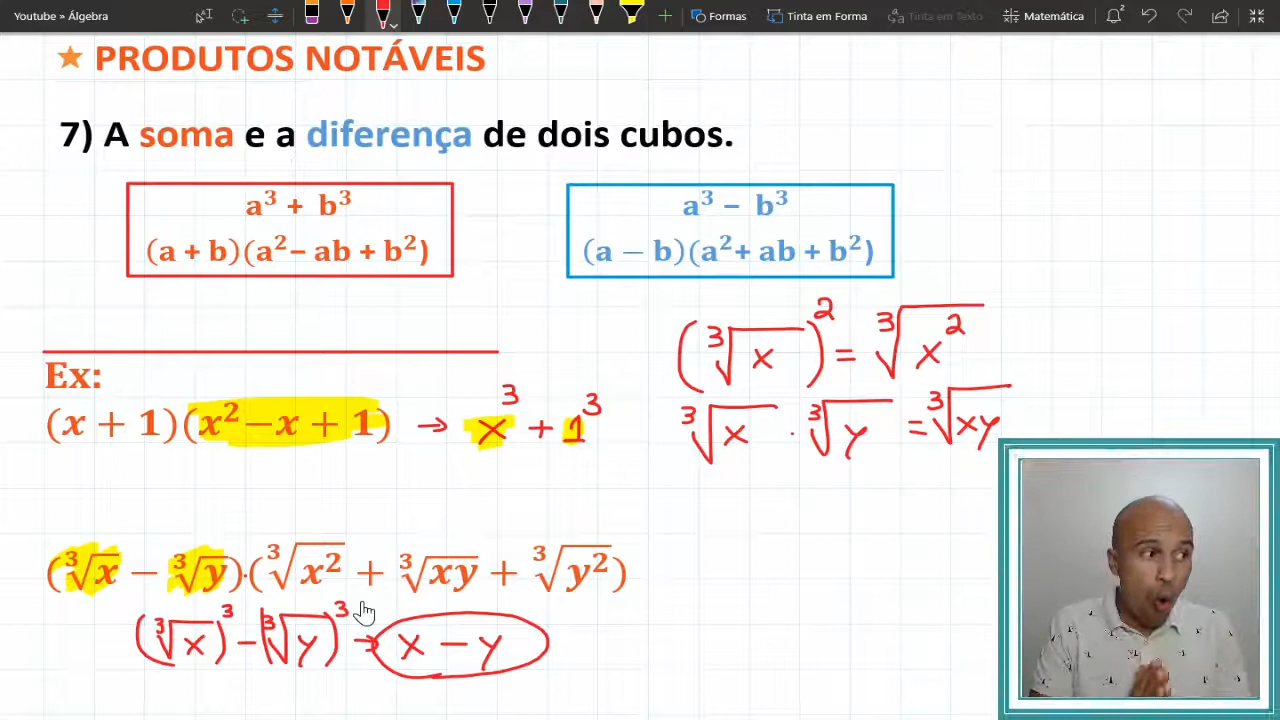 Youtube » Álgebra
Formas
Tinta em Forma
Tinta em Texto
Matemática
2
PRODUTOS NOTÁVEIS
7) A soma e a diferença de dois cubos.
a³ + b³
(a + b)(a² – ab + b²)
a³ − b³
(a − b)(a² + ab + b²)
(∛x)² = ∛x²
∛x · ∛y = ∛xy
Ex:
(x + 1)(x² − x + 1) → x³ + 1³
(∛x − ∛y)·(∛x² + ∛xy + ∛y²)
(∛x)³ − (∛y)³ → x − y